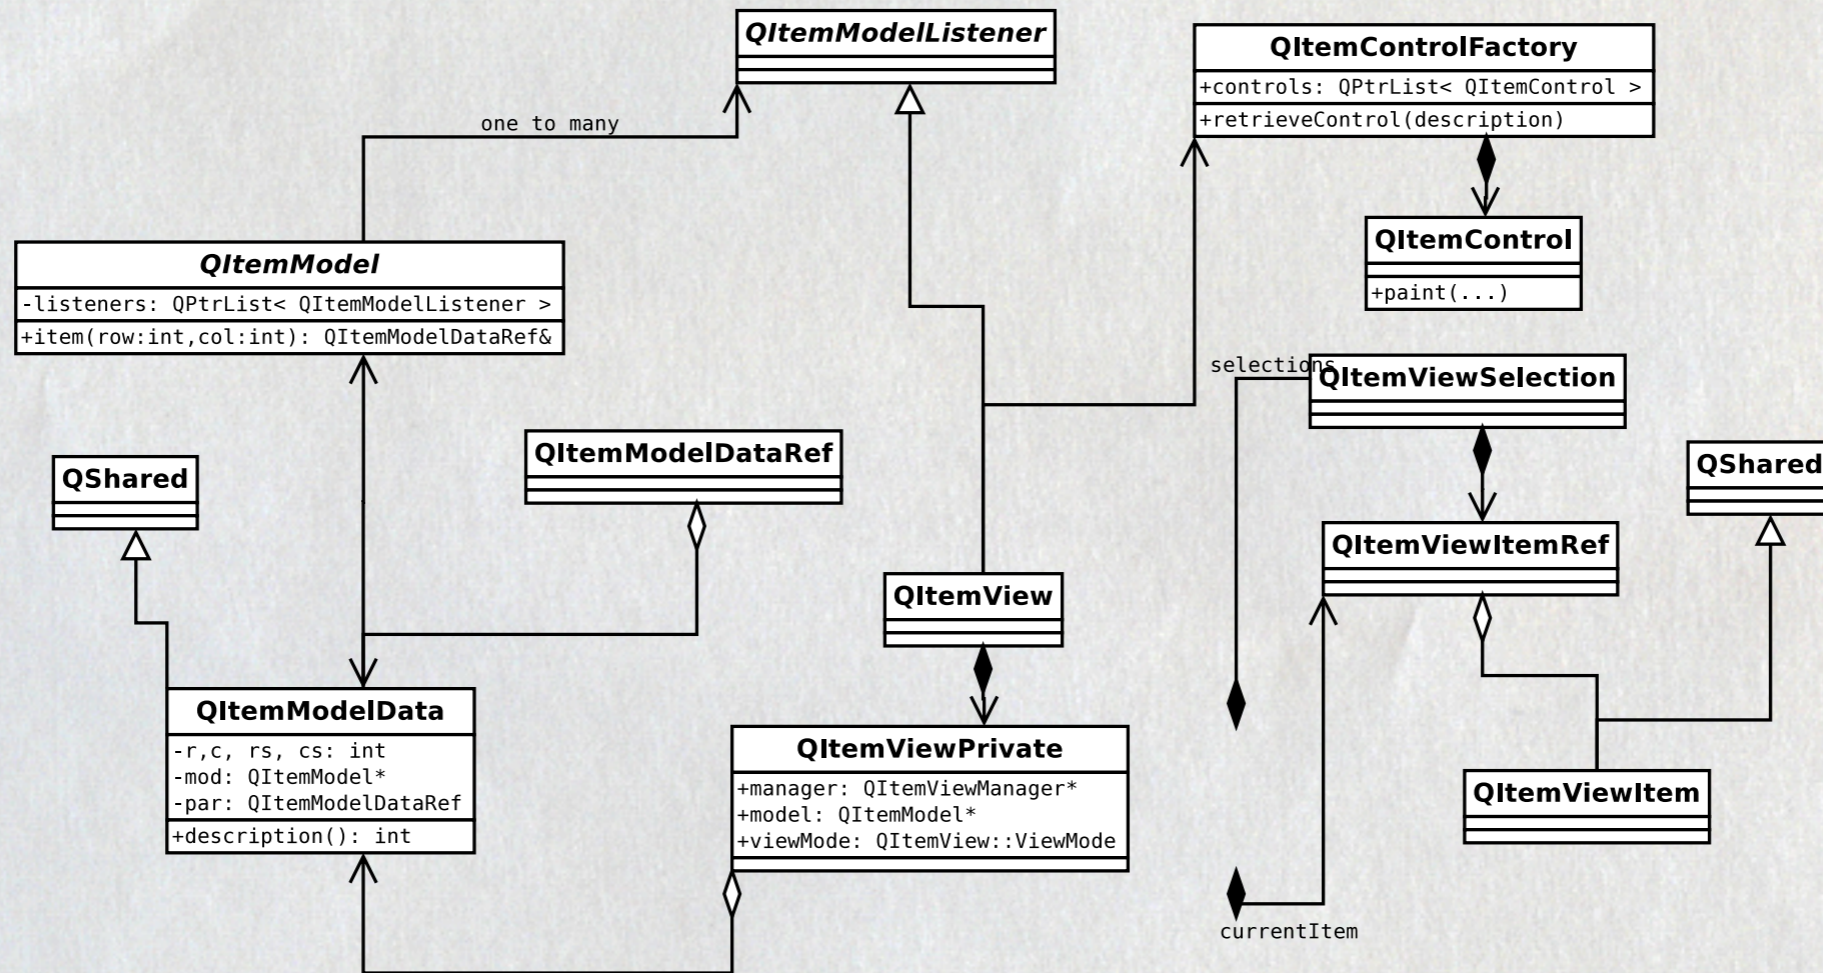 QItemModelListener
QItemControlFactory
+controls: QPtrList< QItemControl >
+retrieveControl(description)
one to many
QItemControl
+paint(...)
QItemModel
-listeners: QPtrList< QItemModelListener >
+item(row:int,col:int): QItemModelDataRef&
selections
QItemViewSelection
QItemModelDataRef
QShared
QShared
QItemViewItemRef
QItemView
QItemModelData
-r,c, rs, cs: int
-mod: QItemModel*
-par: QItemModelDataRef
+description(): int
QItemViewPrivate
+manager: QItemViewManager*
+model: QItemModel*
+viewMode: QItemView::ViewMode
QItemViewItem
currentItem